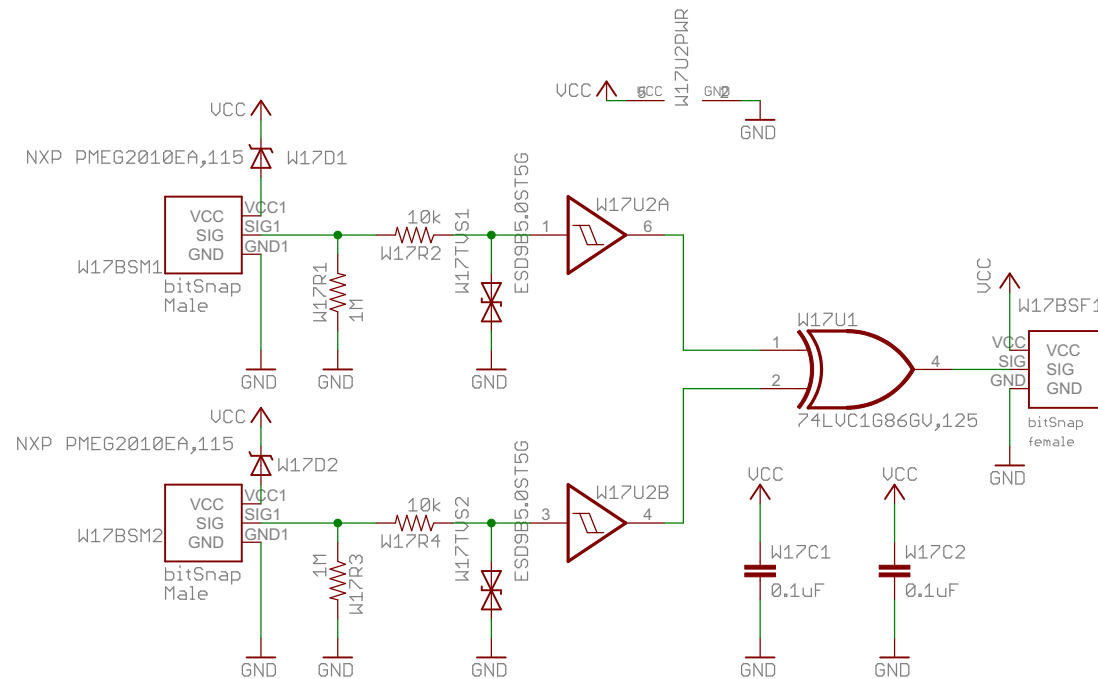 W17U2PWR
VCC
5
VCC
GND
2
GND
VCC
NXP PMEG2010EA,115
W17D1
VCC
SIG
GND
VCC1
SIG1
GND1
W17BSM1
bitSnap
Male
W17R1
1M
GND
GND
10k
W17R2
W17TVS1
ESD9B5.0ST5G
GND
1
W17U2A
6
VCC
NXP PMEG2010EA,115
W17D2
VCC
SIG
GND
VCC1
SIG1
GND1
W17BSM2
bitSnap
Male
1M
W17R3
GND
GND
10k
W17R4
W17TVS2
ESD9B5.0ST5G
GND
3
W17U2B
4
W17U1
1
2
4
74LVC1G86GV,125
VCC
W17BSF1
VCC
SIG
GND
VCC
SIG
GND
bitSnap
female
GND
VCC
W17C1
0.1uF
GND
VCC
W17C2
0.1uF
GND